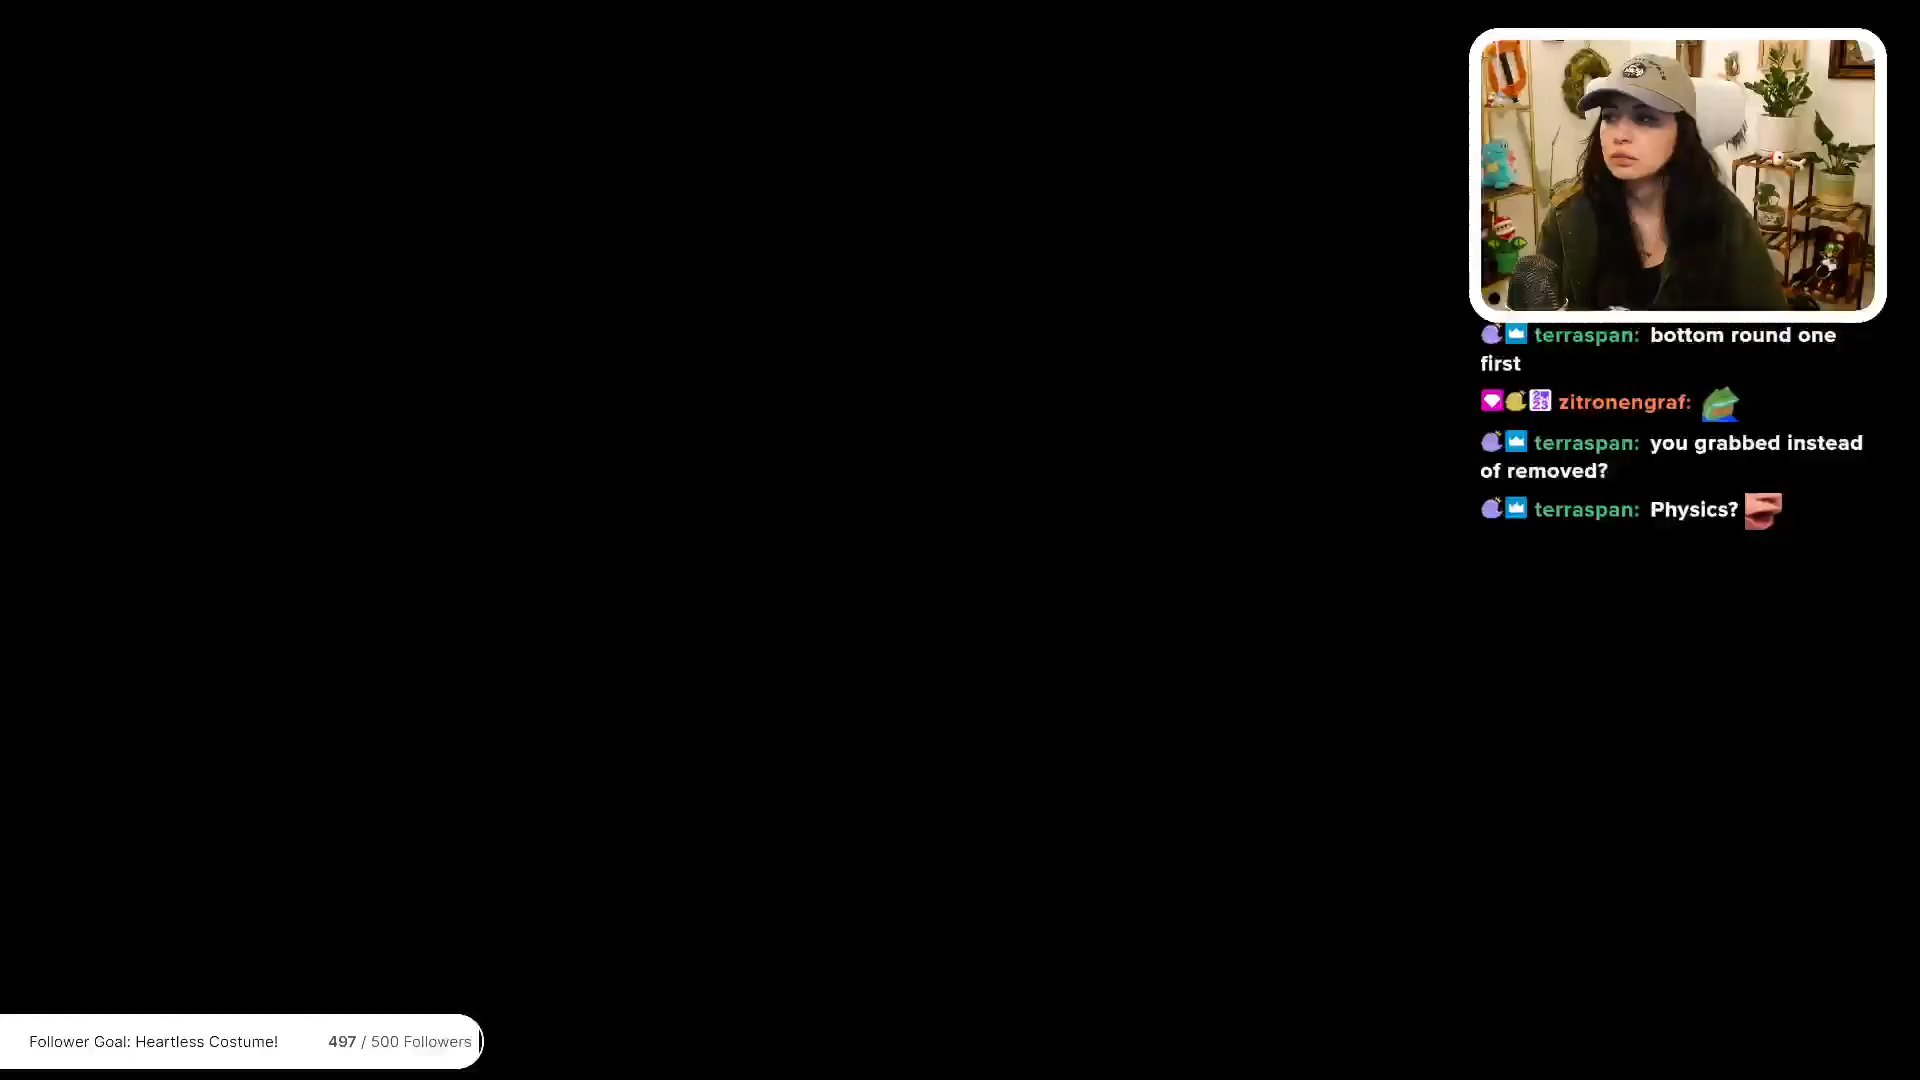 terraspan: bottom round one
first
zitronengraf:
terraspan: you grabbed instead
of removed?
terraspan: Physics?
Follower Goal: Heartless Costume! 497 / 500 Followers